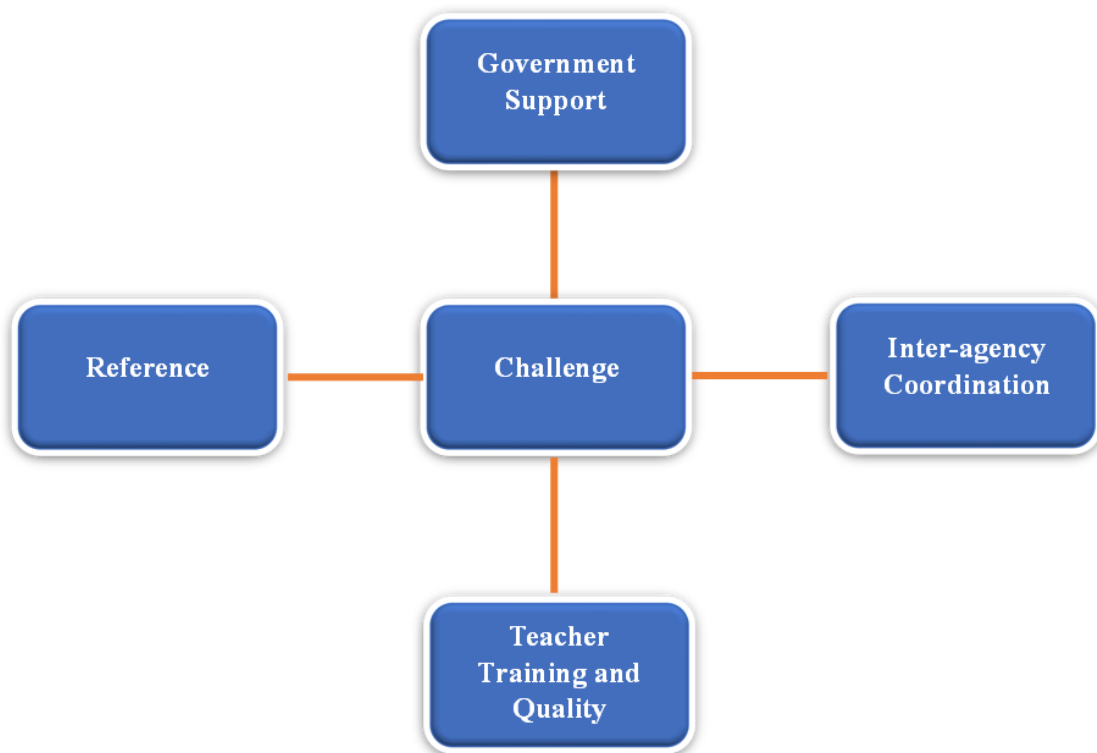 Government
Support
Reference
Challenge
Inter-agency
Coordination
Teacher
Training and
Quality